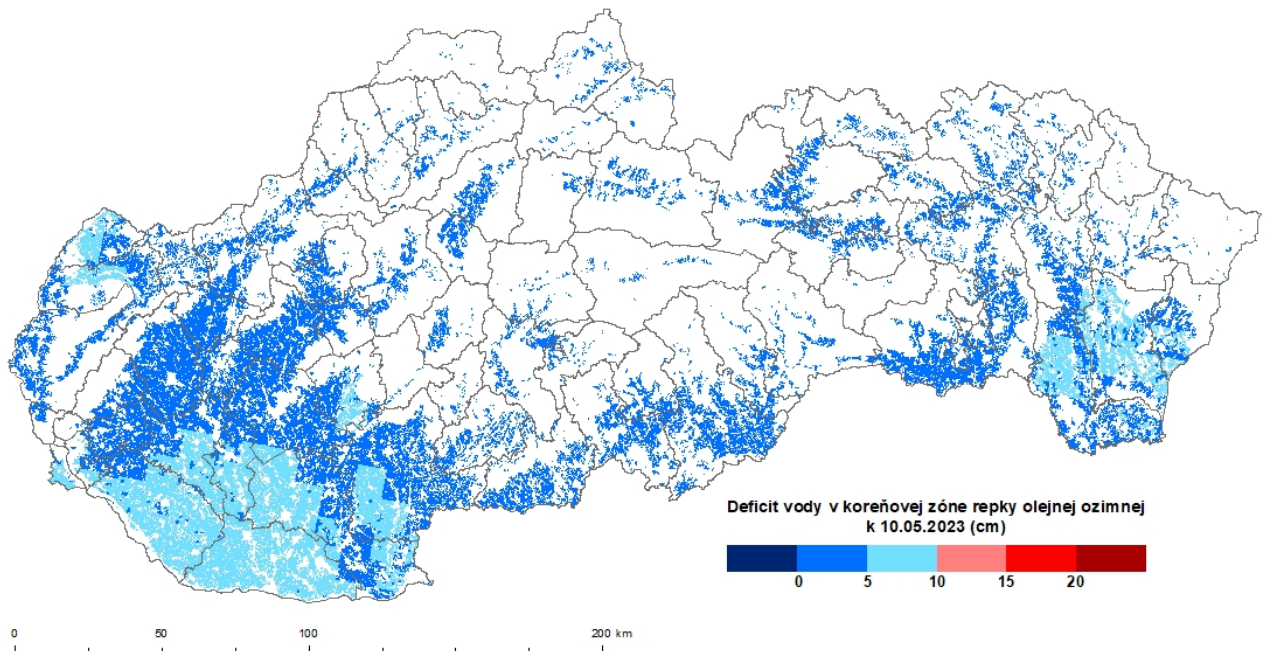 Deficit vody v koreňovej zóne repky olejnej ozimnej
k 10.05.2023 (cm)
0 5 10 15 20
0 50 100 200 km